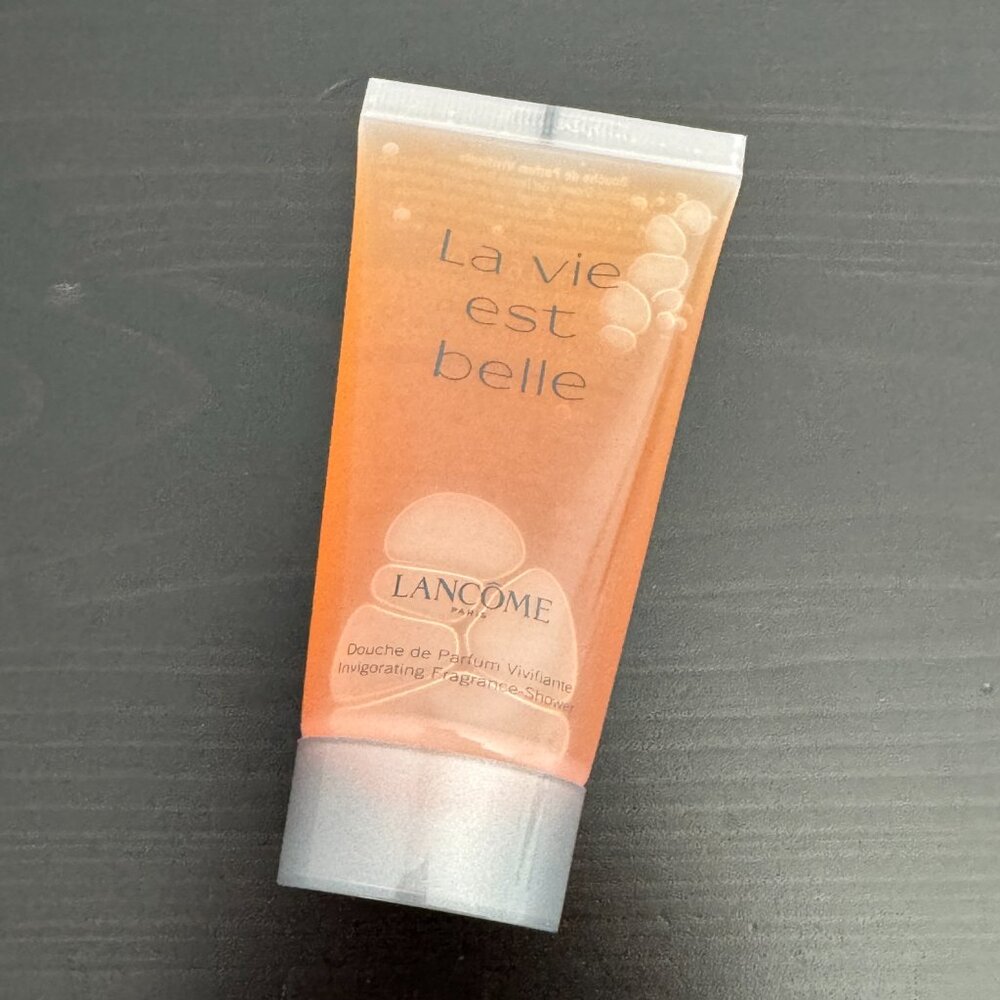 La vie
est
belle
LANCÔME
PARIS
Douche de Parfum Vivifiante
Invigorating Fragrance-Shower